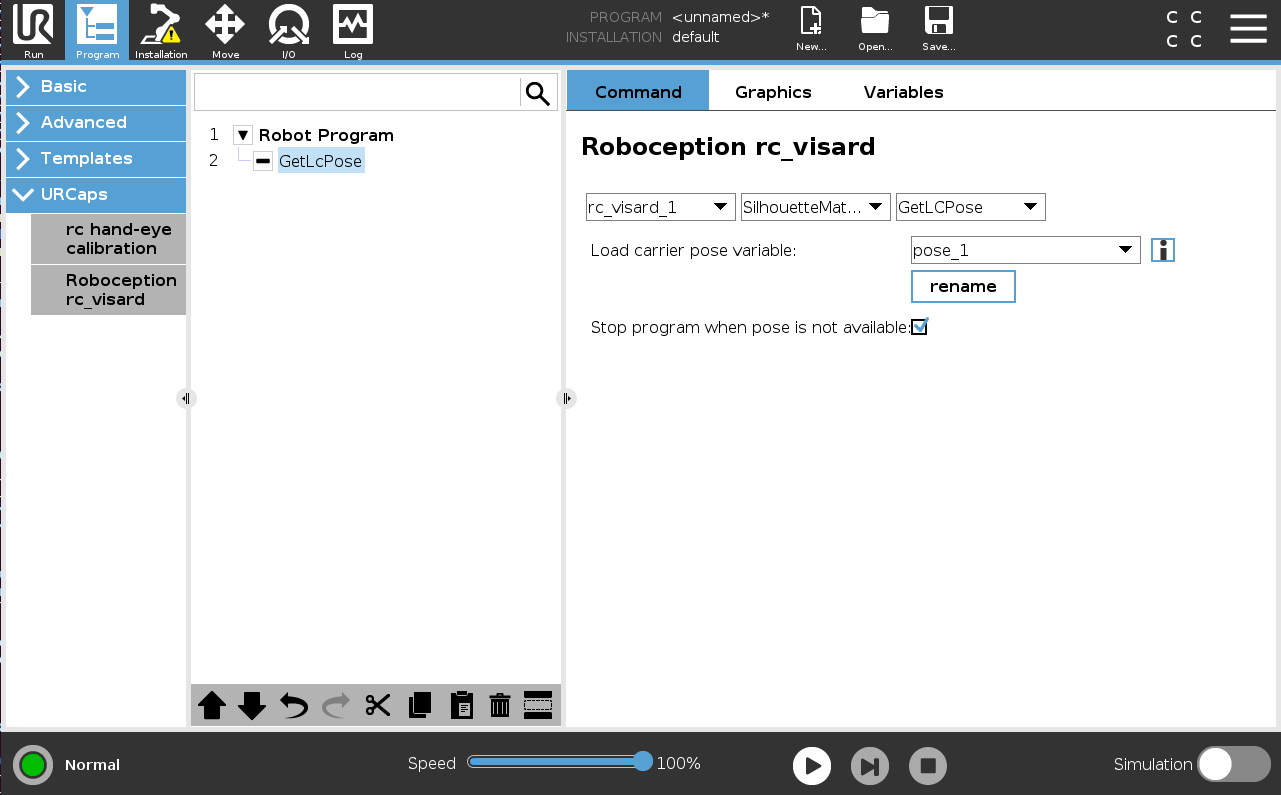 PROGRAM <unnamed>*
INSTALLATION default
Run Program Installation Move I/O Log New... Open... Save...
C C
C C
Basic
Advanced
Templates
URCaps
rc hand-eye
calibration
Roboception
rc_visard
1 Robot Program
2 GetLcPose
Command Graphics Variables
Roboception rc_visard
rc_visard_1 SilhouetteMat... GetLCPose
Load carrier pose variable: pose_1
rename
Stop program when pose is not available:
Normal Speed 100% Simulation